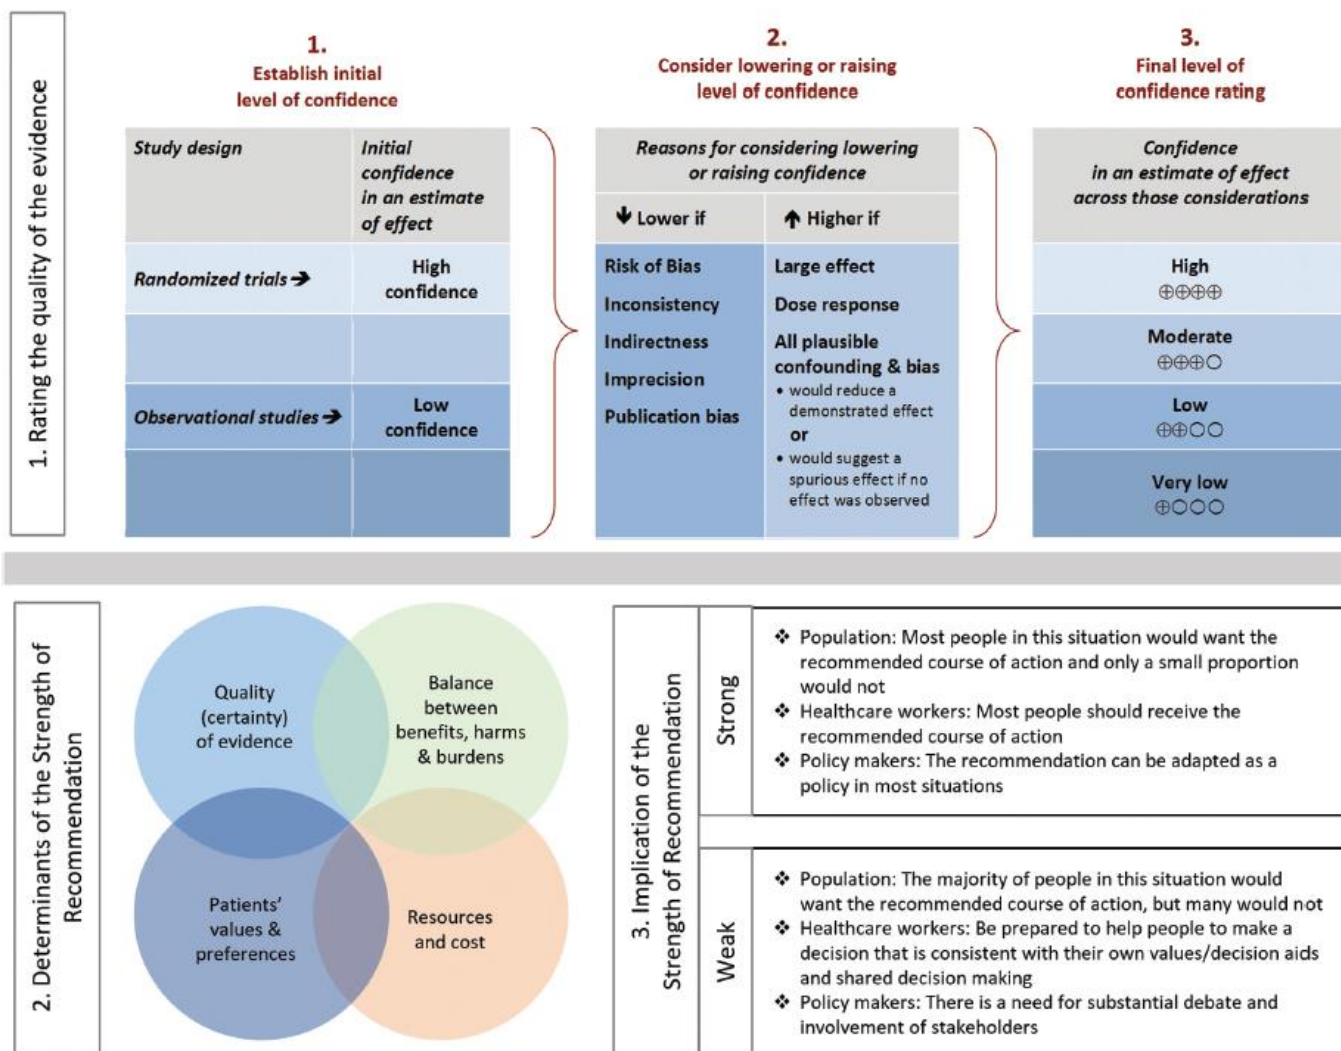 1. Rating the quality of the evidence
1.
Establish initial
level of confidence
Study design
Initial
confidence
in an estimate
of effect
Randomized trials ➔
High
confidence
Observational studies ➔
Low
confidence
2.
Consider lowering or raising
level of confidence
Reasons for considering lowering
or raising confidence
🡇 Lower if
🡅 Higher if
Risk of Bias
Inconsistency
Indirectness
Imprecision
Publication bias
Large effect
Dose response
All plausible
confounding & bias
• would reduce a
demonstrated effect
or
• would suggest a
spurious effect if no
effect was observed
3.
Final level of
confidence rating
Confidence
in an estimate of effect
across those considerations
High
⊕⊕⊕⊕
Moderate
⊕⊕⊕○
Low
⊕⊕○○
Very low
⊕○○○
2. Determinants of the Strength of
Recommendation
Quality
(certainty)
of evidence
Balance
between
benefits, harms
& burdens
Patients'
values &
preferences
Resources
and cost
3. Implication of the
Strength of Recommendation
Strong
❖ Population: Most people in this situation would want the
recommended course of action and only a small proportion
would not
❖ Healthcare workers: Most people should receive the
recommended course of action
❖ Policy makers: The recommendation can be adapted as a
policy in most situations
Weak
❖ Population: The majority of people in this situation would
want the recommended course of action, but many would not
❖ Healthcare workers: Be prepared to help people to make a
decision that is consistent with their own values/decision aids
and shared decision making
❖ Policy makers: There is a need for substantial debate and
involvement of stakeholders